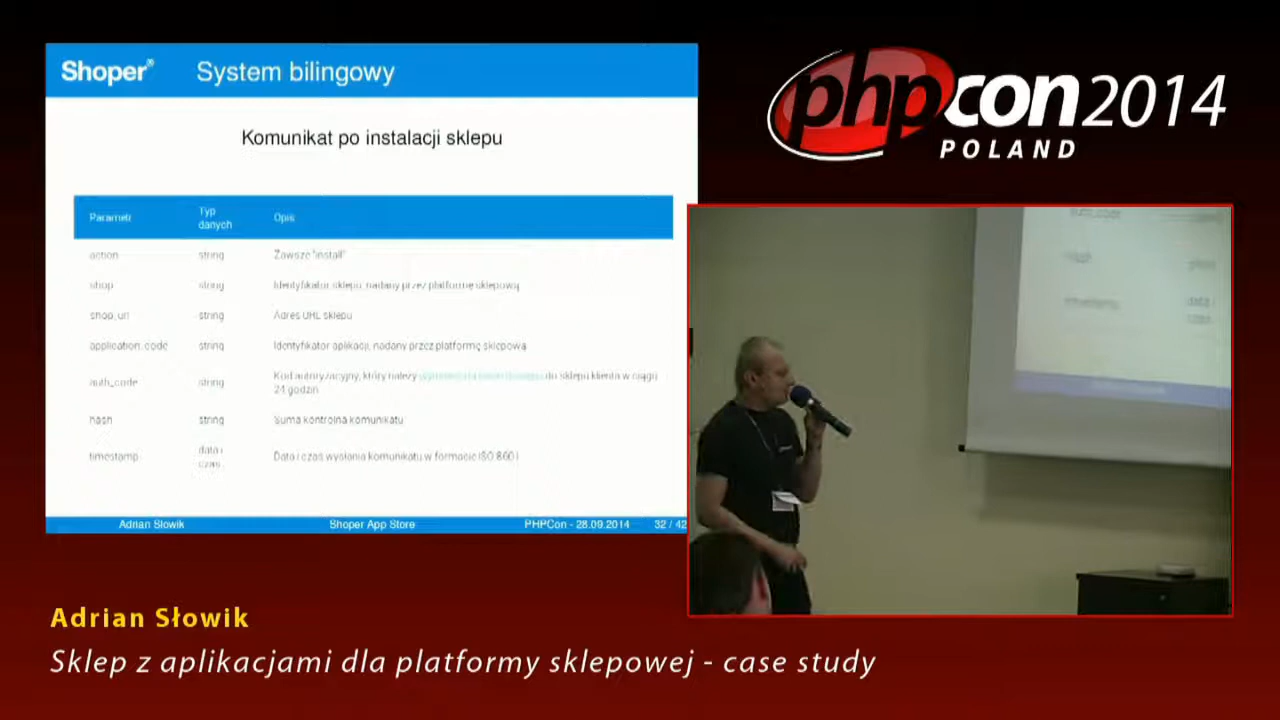 Shoper®
System bilingowy
Komunikat po instalacji sklepu
Parametr Typ danych Opis
action string Zawsze "install"
shop string Identyfikator sklepu, nadany przez platformę sklepową
shop_url string Adres URL sklepu
application_code string Identyfikator aplikacji, nadany przez platformę sklepową
auth_code string Kod autoryzacyjny, który należy do sklepu klienta w ciągu
24 godzin
hash string Suma kontrolna komunikatu
timestamp data i czas Data i czas wysłania komunikatu w formacie ISO 8601
Adrian Słowik Shoper App Store PHPCon - 28.09.2014 32 / 42
phpcon2014
POLAND
Adrian Słowik
Sklep z aplikacjami dla platformy sklepowej - case study